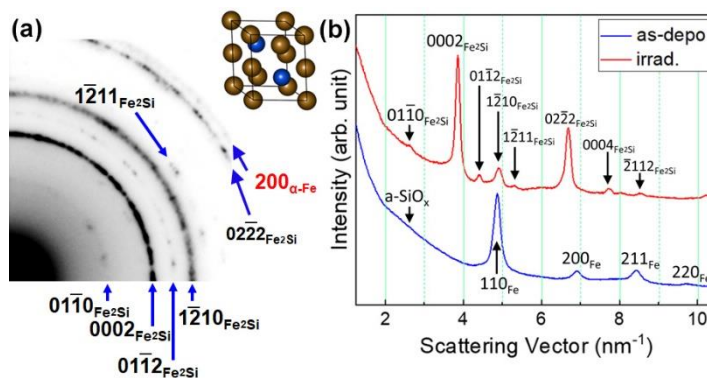 (a)
12̅11Fe2Si
200α-Fe
022̅2Fe2Si
011̅0Fe2Si
0002Fe2Si
011̅2Fe2Si
12̅10Fe2Si
(b)
Intensity (arb. unit)
as-depo
irrad.
0002Fe2Si
011̅0Fe2Si
011̅2Fe2Si
12̅10Fe2Si
12̅11Fe2Si
022̅2Fe2Si
0004Fe2Si
2̅112Fe2Si
a-SiOx
110Fe
200Fe
211Fe
220Fe
2 4 6 8 10
Scattering Vector (nm-1)